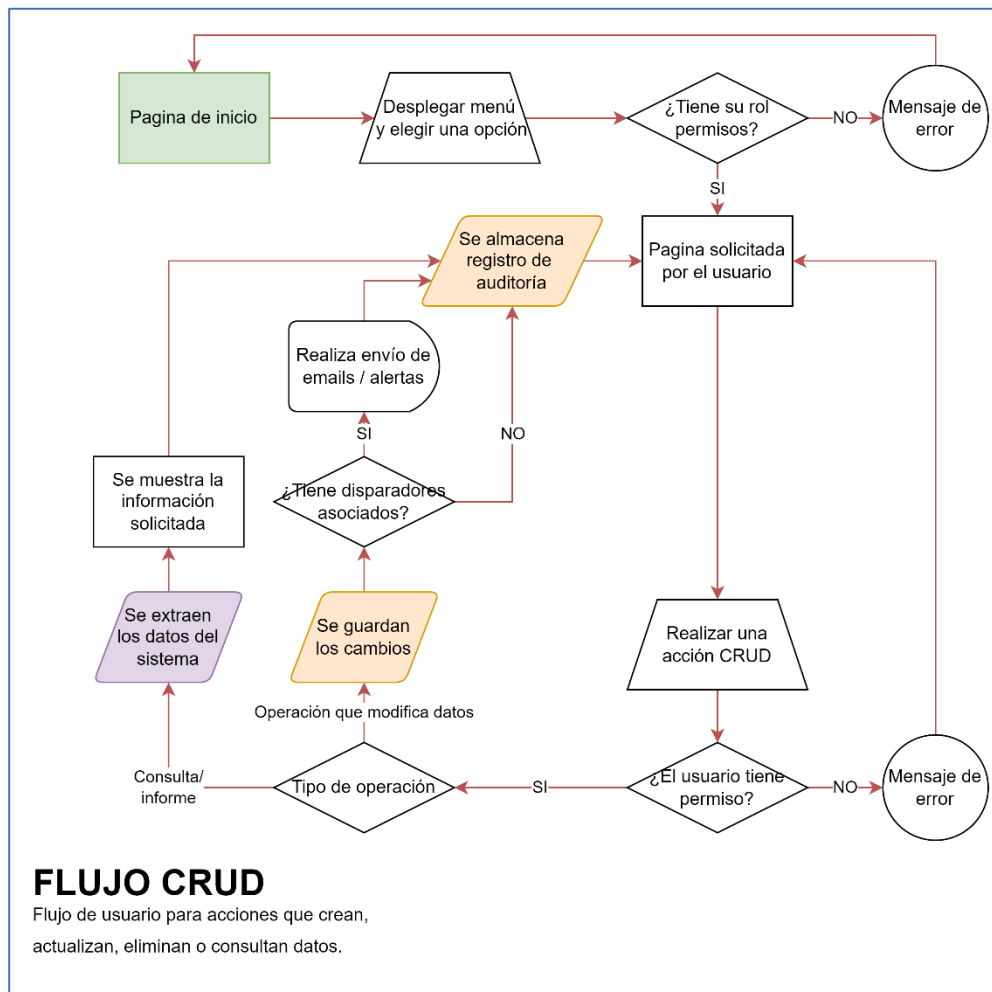 Pagina de inicio
Desplegar menú
y elegir una opción
¿Tiene su rol
permisos?
NO
Mensaje de
error
SI
Se almacena
registro de
auditoría
Pagina solicitada
por el usuario
Realiza envío de
emails / alertas
SI
NO
Se muestra la
información
solicitada
¿Tiene disparadores
asociados?
Se extraen
los datos del
sistema
Se guardan
los cambios
Realizar una
acción CRUD
Operación que modifica datos
Consulta/
informe
Tipo de operación
SI
¿El usuario tiene
permiso?
NO
Mensaje de
error
FLUJO CRUD
Flujo de usuario para acciones que crean,
actualizan, eliminan o consultan datos.